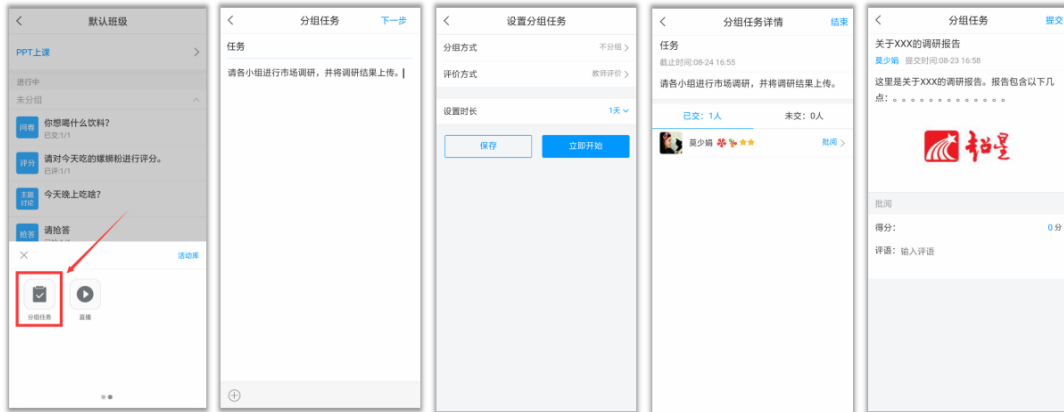 默认班级
PPT上课
进行中
未分组
问卷
你想喝什么饮料？
已交:1/1
评分
请对今天吃的螺蛳粉进行评分。
已评:1/1
主题讨论
今天晚上吃啥？
抢答
请抢答
活动库
分组任务
直播
分组任务
下一步
任务
请各小组进行市场调研，并将调研结果上传。
设置分组任务
分组方式
不分组
评价方式
教师评价
设置时长
1天
保存
立即开始
分组任务详情
结束
任务
截止时间:08-24 16:55
请各小组进行市场调研，并将调研结果上传。
已交：1人
未交：0人
莫少娟
批阅
分组任务
提交
关于XXX的调研报告
莫少娟 提交时间:08-23 16:58
这里是关于XXX的调研报告。报告包含以下几
点：。。。。。。。。。。。。。
超星
批阅
得分：
0分
评语：输入评语